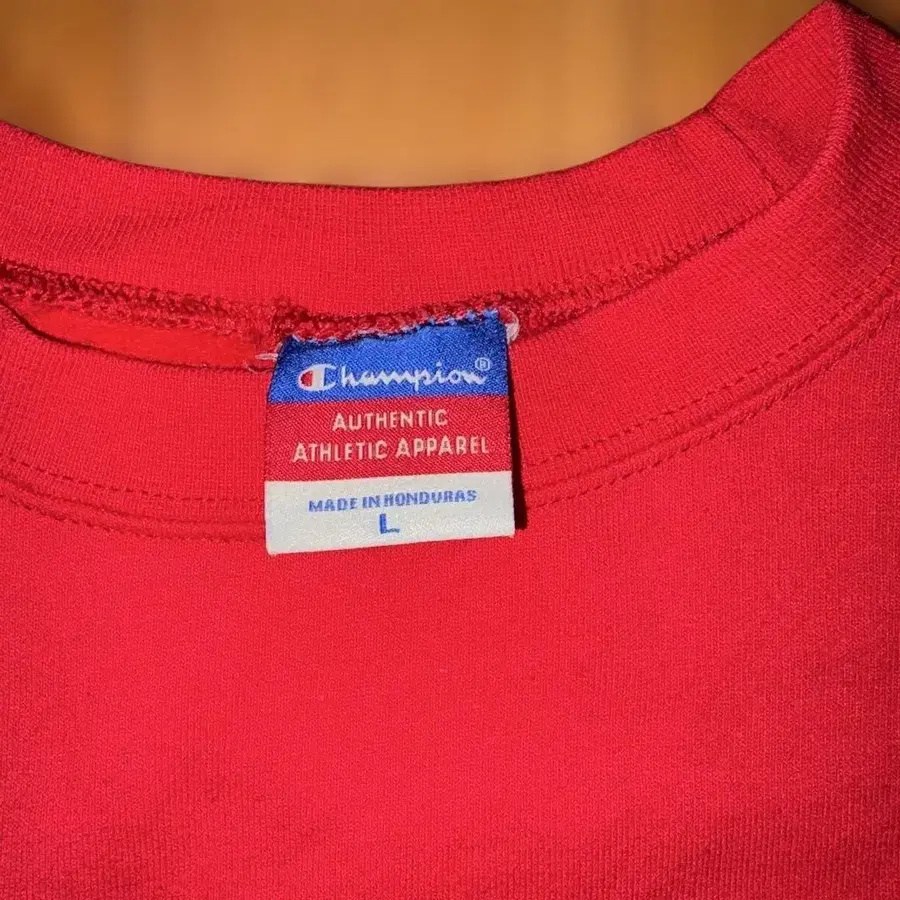 Champion®
AUTHENTIC
ATHLETIC APPAREL
MADE IN HONDURAS
L